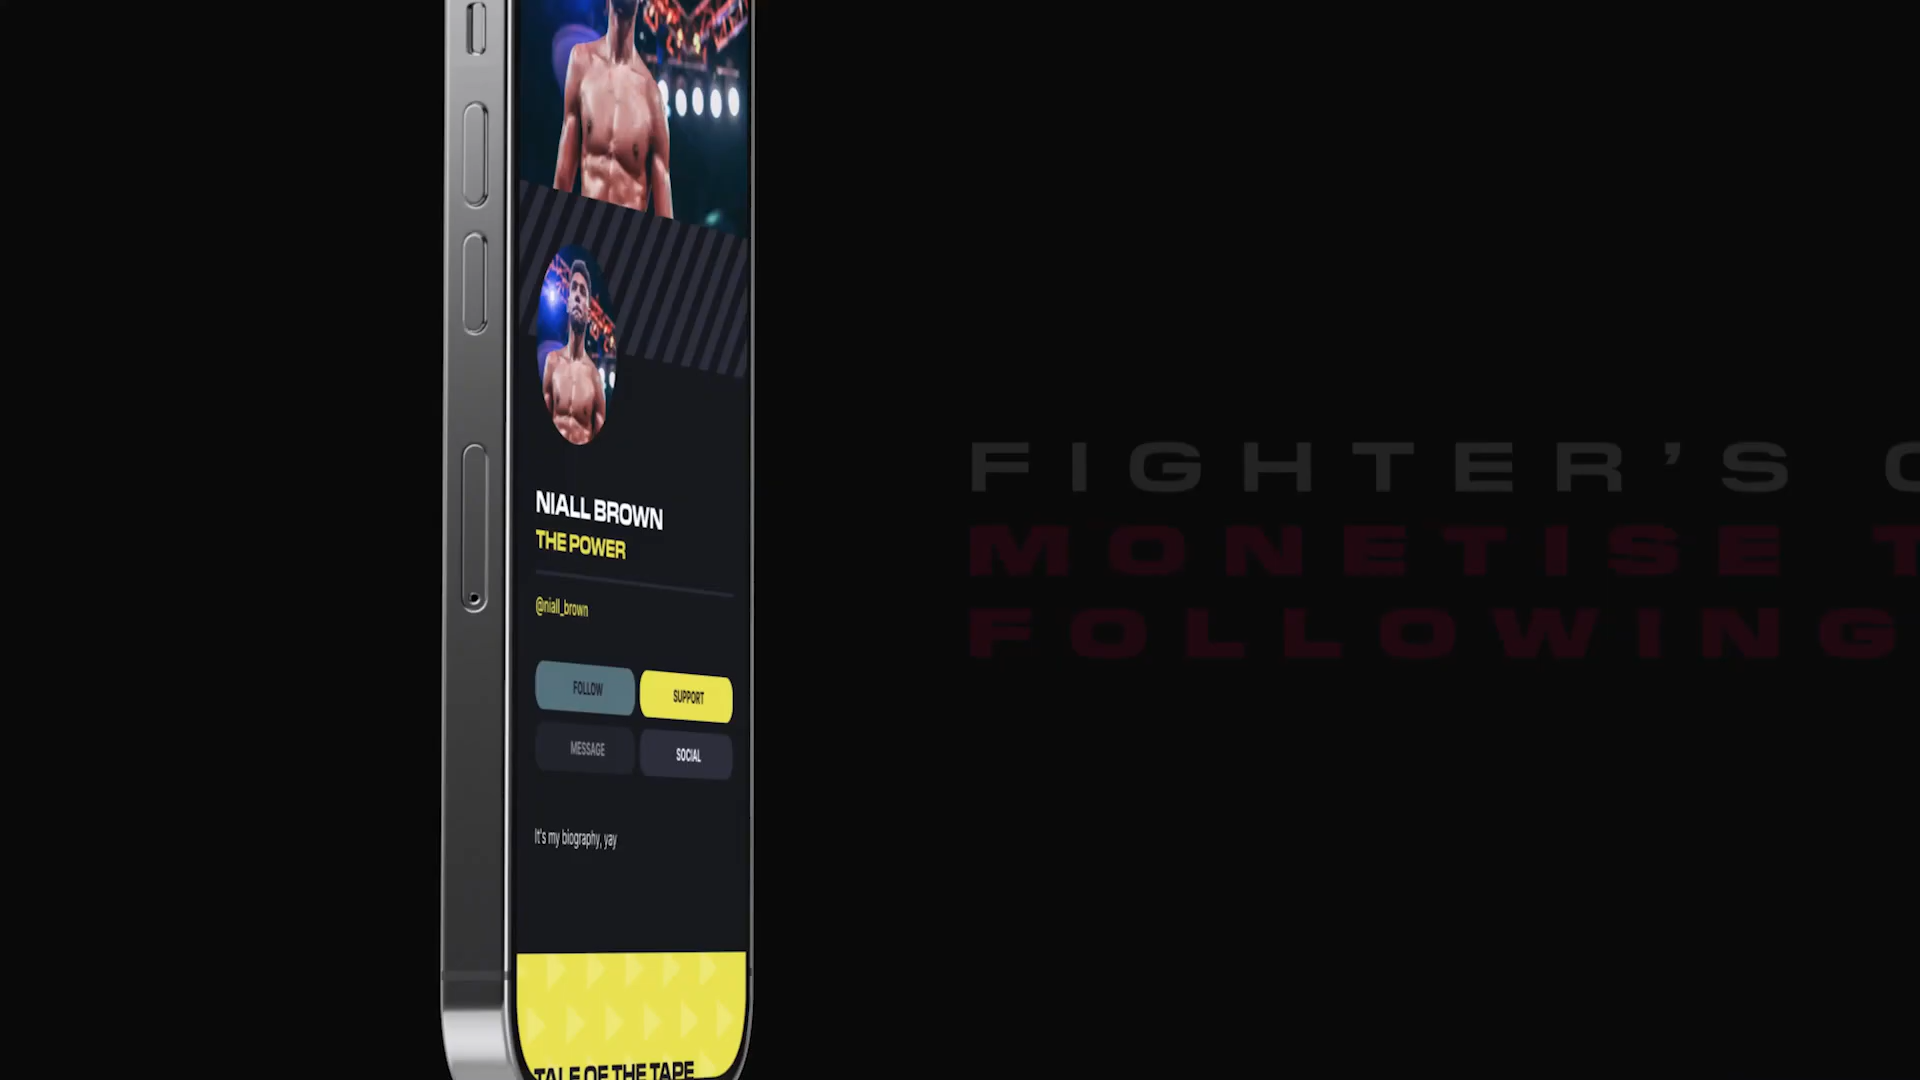 NIALL BROWN
THE POWER
@niall_brown
FOLLOW
SUPPORT
MESSAGE
SOCIAL
It's my biography, yay
TALE OF THE TAPE
FIGHTER'S
MONETISE
FOLLOWING